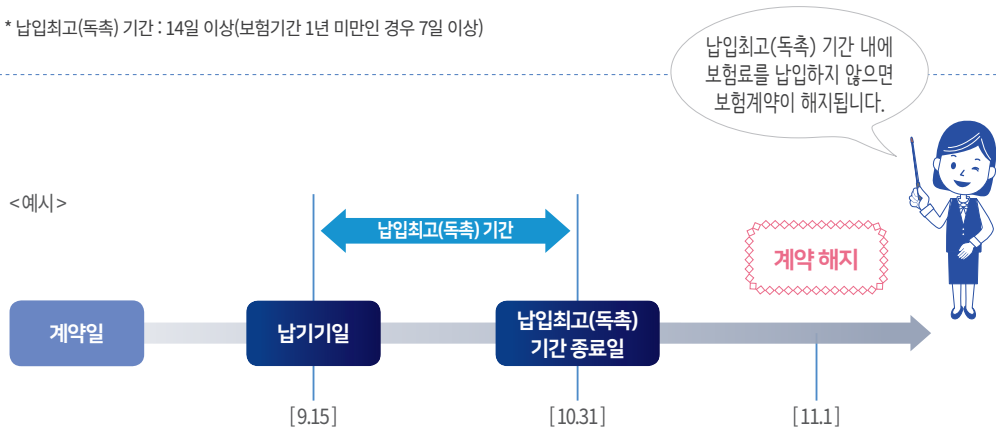 * 납입최고(독촉) 기간 : 14일 이상(보험기간 1년 미만인 경우 7일 이상)
납입최고(독촉) 기간 내에
보험료를 납입하지 않으면
보험계약이 해지됩니다.
<예시>
납입최고(독촉) 기간
계약 해지
계약일
납기기일
납입최고(독촉)
기간 종료일
[9.15]
[10.31]
[11.1]